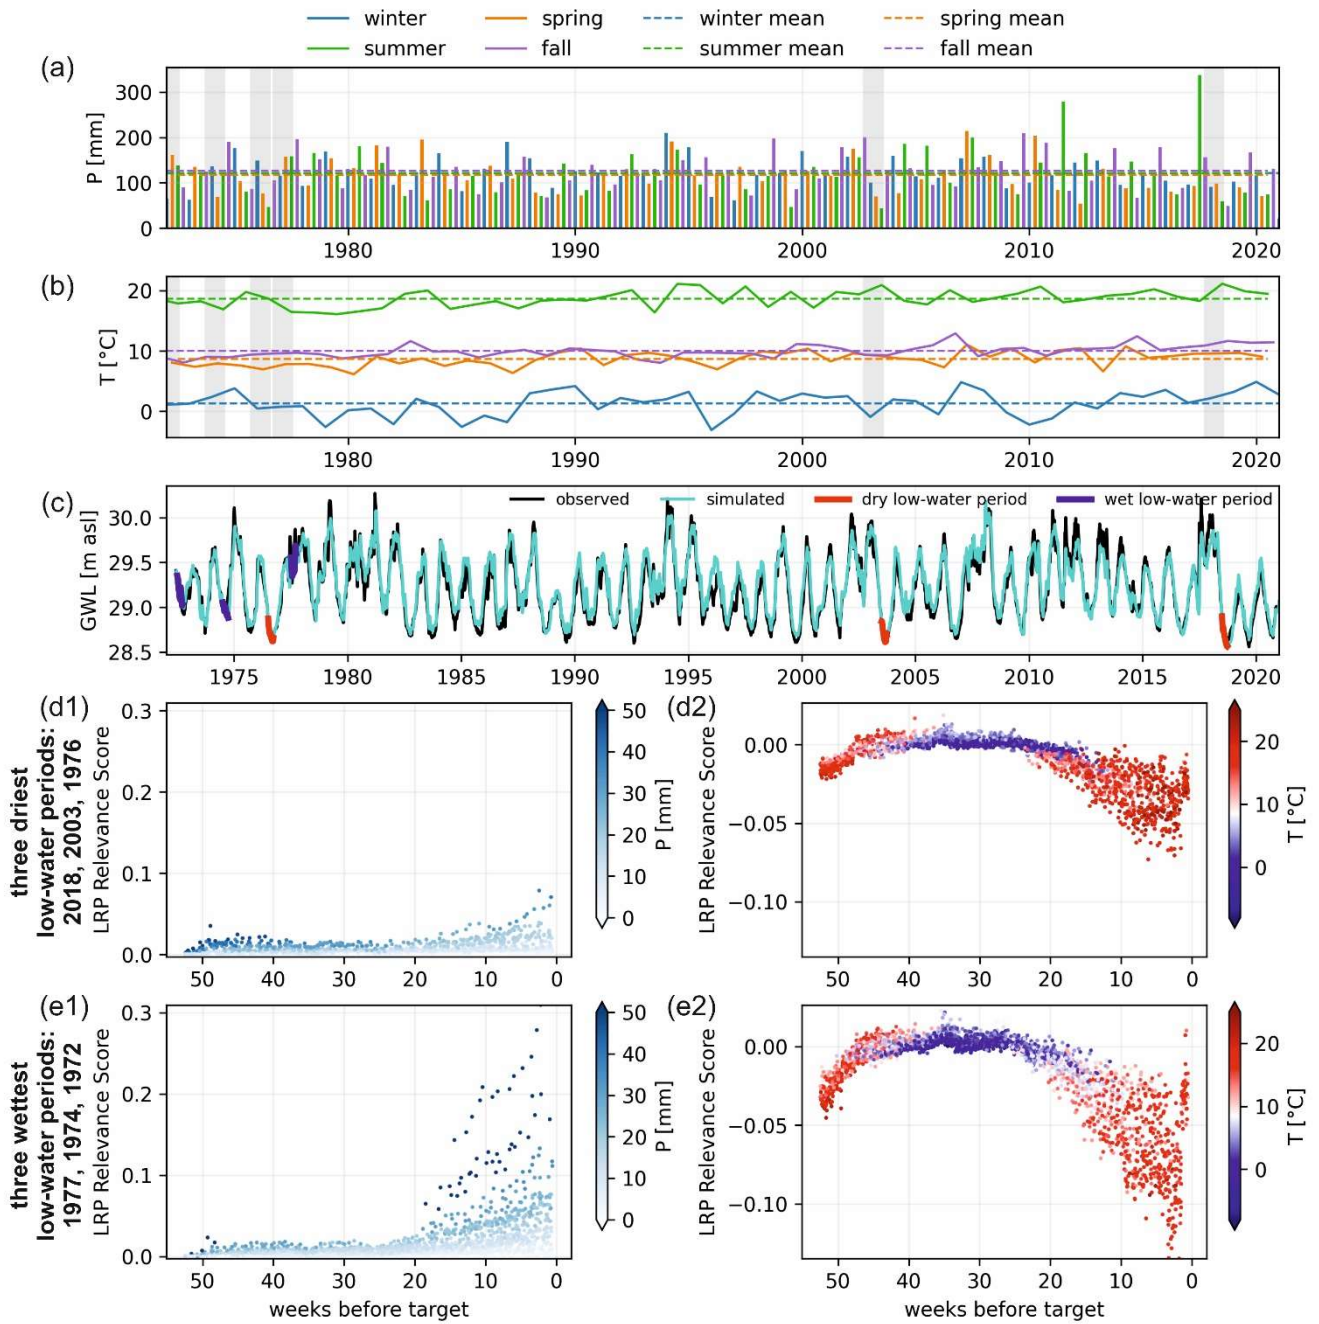 winter spring winter mean spring mean
summer fall summer mean fall mean
(a)
P [mm]
300
200
100
0
1980 1990 2000 2010 2020
(b)
T [°C]
20
10
0
1980 1990 2000 2010 2020
(c)
observed simulated dry low-water period wet low-water period
GWL [m asl]
30.0
29.5
29.0
28.5
1975 1980 1985 1990 1995 2000 2005 2010 2015 2020
three driest
low-water periods:
2018, 2003, 1976
(d1)
LRP Relevance Score
0.3
0.2
0.1
0.0
50 40 30 20 10 0
50
40
30
20
10
0
P [mm]
(d2)
LRP Relevance Score
0.00
−0.05
−0.10
50 40 30 20 10 0
20
10
0
T [°C]
three wettest
low-water periods:
1977, 1974, 1972
(e1)
LRP Relevance Score
0.3
0.2
0.1
0.0
50 40 30 20 10 0
weeks before target
50
40
30
20
10
0
P [mm]
(e2)
LRP Relevance Score
0.00
−0.05
−0.10
50 40 30 20 10 0
weeks before target
20
10
0
T [°C]